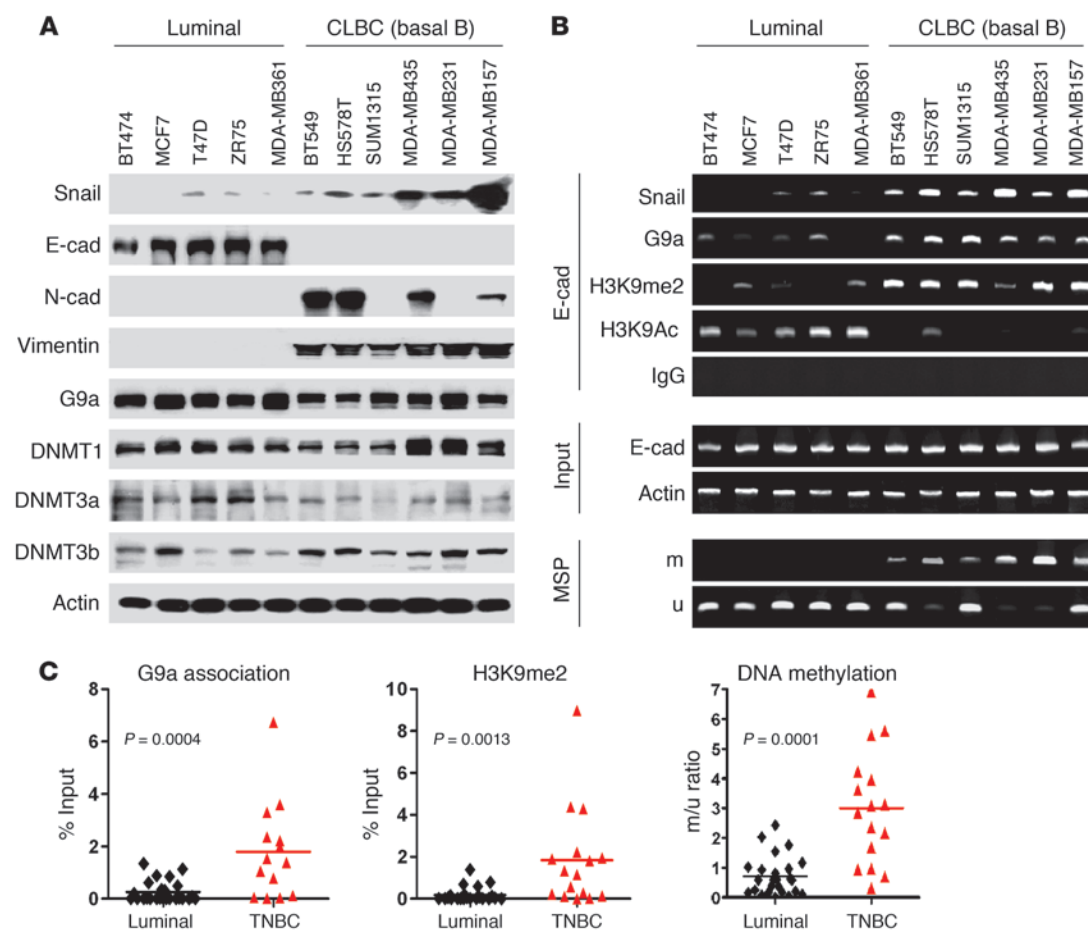 A
Luminal
CLBC (basal B)
BT474
MCF7
T47D
ZR75
MDA-MB361
BT549
HS578T
SUM1315
MDA-MB435
MDA-MB231
MDA-MB157
Snail
E-cad
N-cad
Vimentin
G9a
DNMT1
DNMT3a
DNMT3b
Actin
B
Luminal
CLBC (basal B)
BT474
MCF7
T47D
ZR75
MDA-MB361
BT549
HS578T
SUM1315
MDA-MB435
MDA-MB231
MDA-MB157
E-cad
Snail
G9a
H3K9me2
H3K9Ac
IgG
Input
E-cad
Actin
MSP
m
u
C
G9a association
% Input
8
6
4
2
0
P = 0.0004
Luminal
TNBC
H3K9me2
% Input
10
8
6
4
2
0
P = 0.0013
Luminal
TNBC
DNA methylation
m/u ratio
7
6
5
4
3
2
1
0
P = 0.0001
Luminal
TNBC